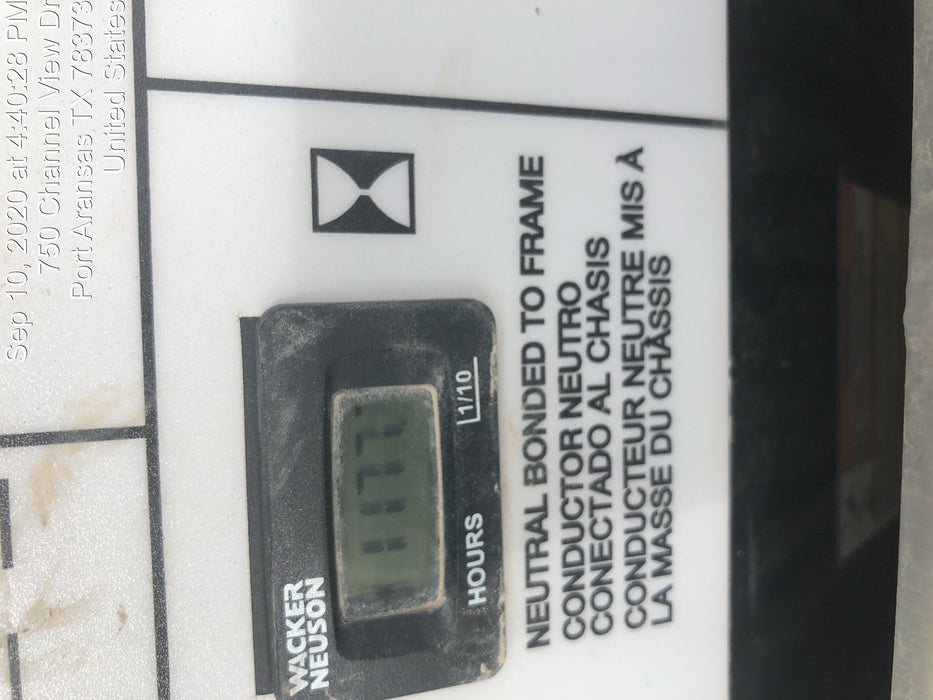 Sep 10, 2020 at 4:40:28 PM
750 Channel View Dr
Port Aransas TX 78373
United States
WACKER
NEUSON
HOURS 1/10
NEUTRAL BONDED TO FRAME
CONDUCTOR NEUTRO
CONECTADO AL CHASIS
CONDUCTEUR NEUTRE MIS À
LA MASSE DU CHÂSSIS